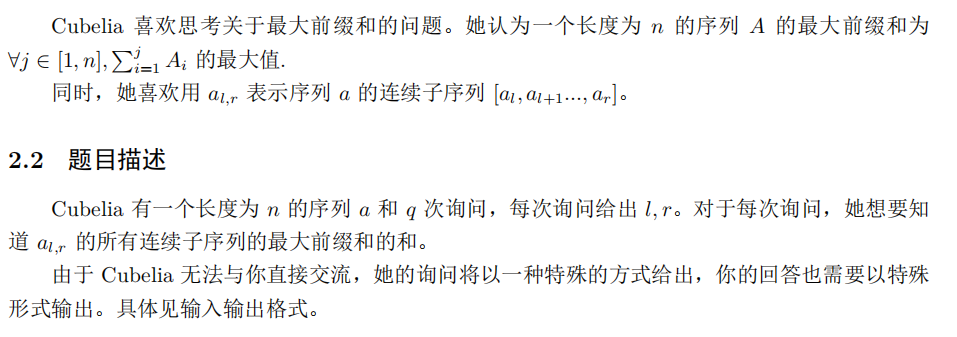 Cubelia 喜欢思考关于最大前缀和的问题。她认为一个长度为 n 的序列 A 的最大前缀和为
∀j ∈ [1, n], ∑_{i=1}^{j} A_i 的最大值.
同时，她喜欢用 a_{l,r} 表示序列 a 的连续子序列 [a_l, a_{l+1}..., a_r]。
2.2 题目描述
Cubelia 有一个长度为 n 的序列 a 和 q 次询问，每次询问给出 l, r。对于每次询问，她想要知
道 a_{l,r} 的所有连续子序列的最大前缀和的和。
由于 Cubelia 无法与你直接交流，她的询问将以一种特殊的方式给出，你的回答也需要以特殊
形式输出。具体见输入输出格式。